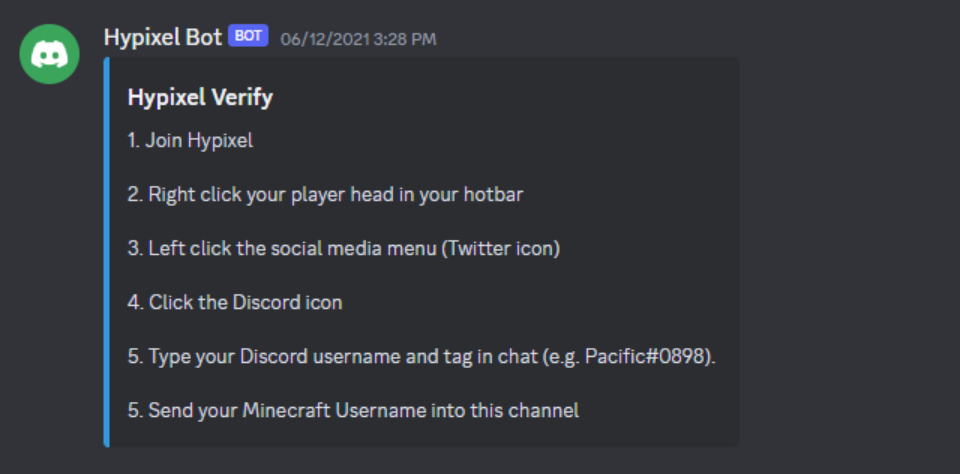 Hypixel Bot BOT 06/12/2021 3:28 PM
Hypixel Verify
1. Join Hypixel
2. Right click your player head in your hotbar
3. Left click the social media menu (Twitter icon)
4. Click the Discord icon
5. Type your Discord username and tag in chat (e.g. Pacific#0898).
5. Send your Minecraft Username into this channel